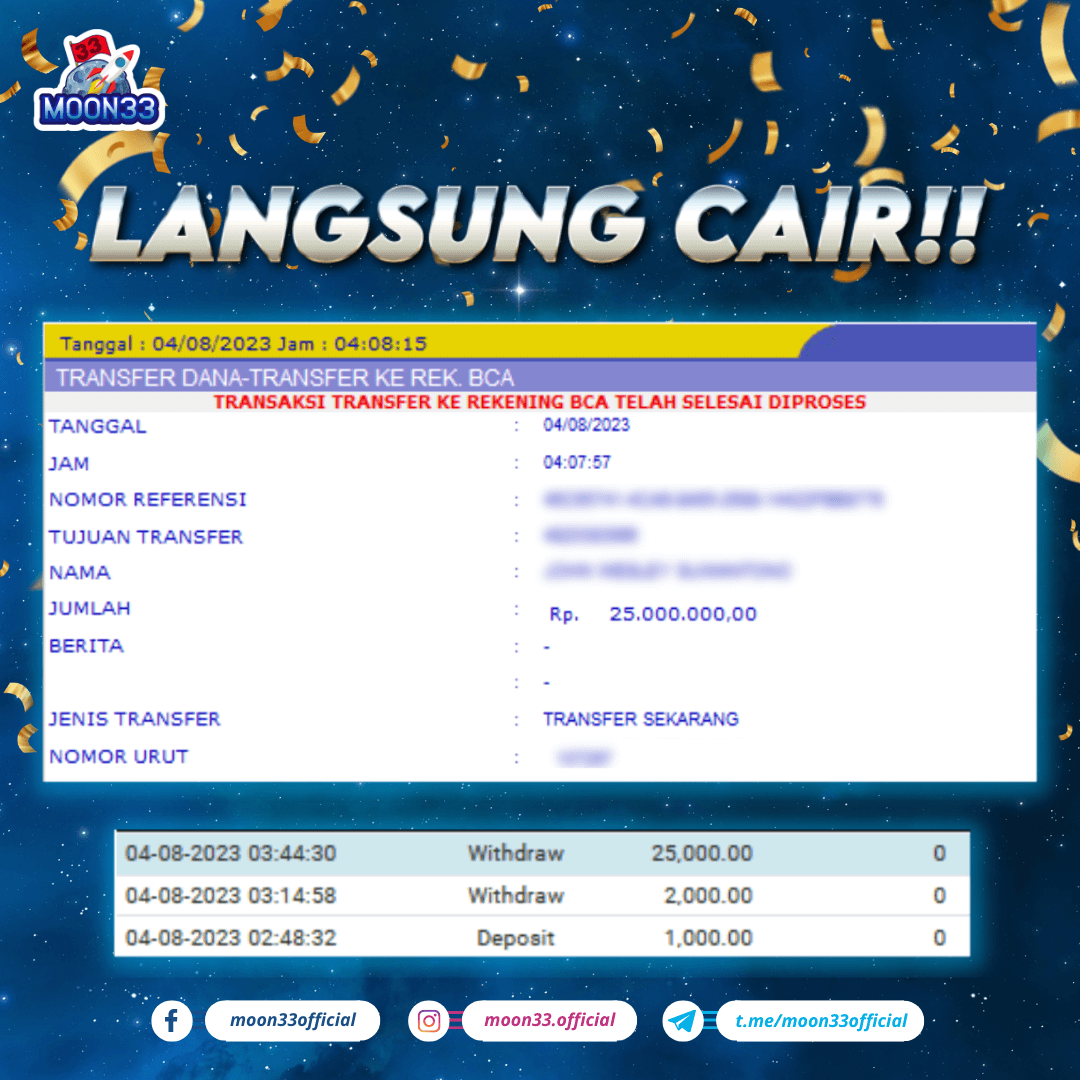 33
MOON33
LANGSUNG CAIR!!
Tanggal : 04/08/2023 Jam : 04:08:15
TRANSFER DANA-TRANSFER KE REK. BCA
TRANSAKSI TRANSFER KE REKENING BCA TELAH SELESAI DIPROSES
TANGGAL : 04/08/2023
JAM : 04:07:57
NOMOR REFERENSI :
TUJUAN TRANSFER :
NAMA :
JUMLAH : Rp. 25.000.000,00
BERITA : -
: -
JENIS TRANSFER : TRANSFER SEKARANG
NOMOR URUT :
04-08-2023 03:44:30 Withdraw 25,000.00 0
04-08-2023 03:14:58 Withdraw 2,000.00 0
04-08-2023 02:48:32 Deposit 1,000.00 0
moon33official moon33.official t.me/moon33official